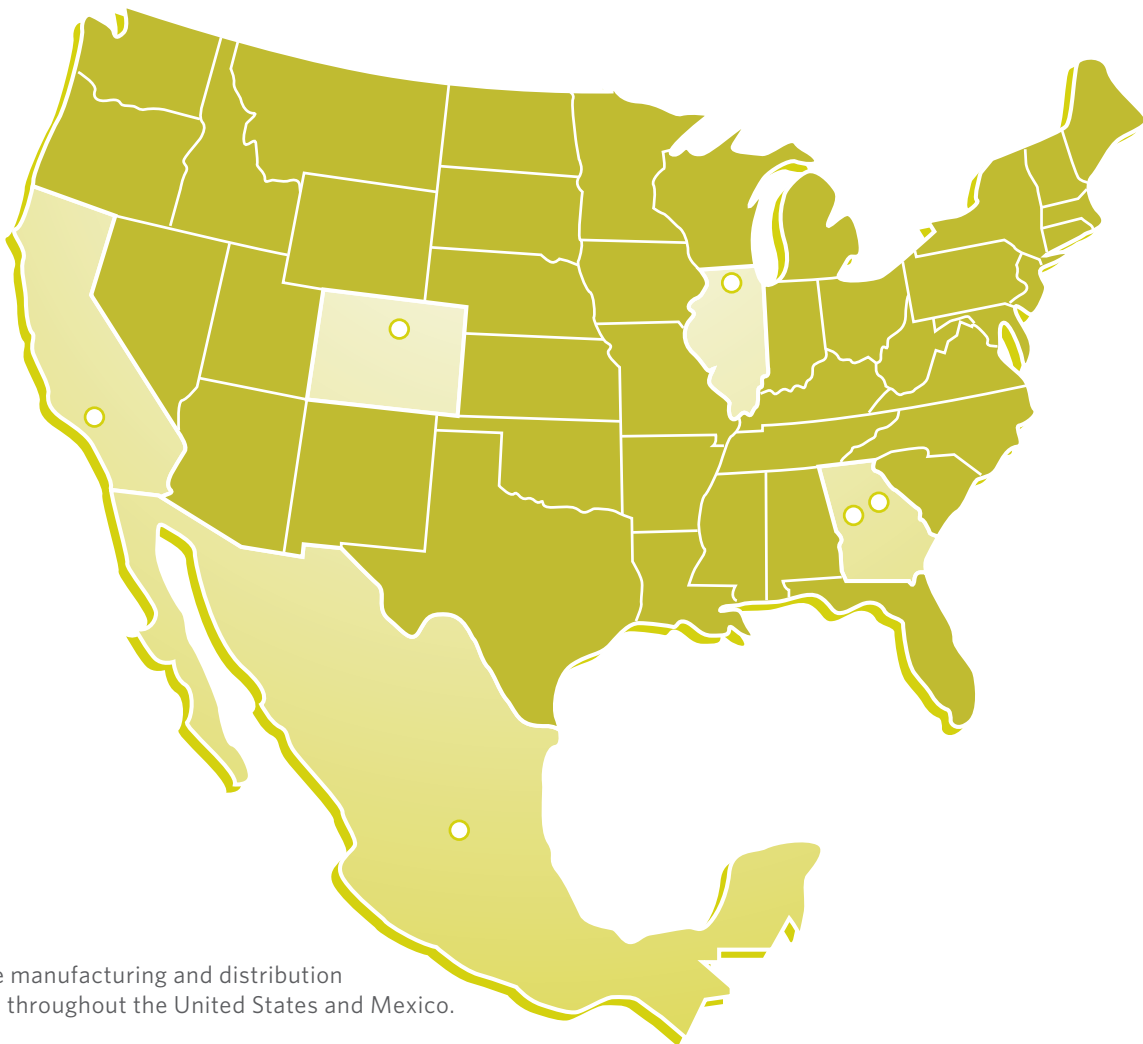 manufacturing and distribution
throughout the United States and Mexico.